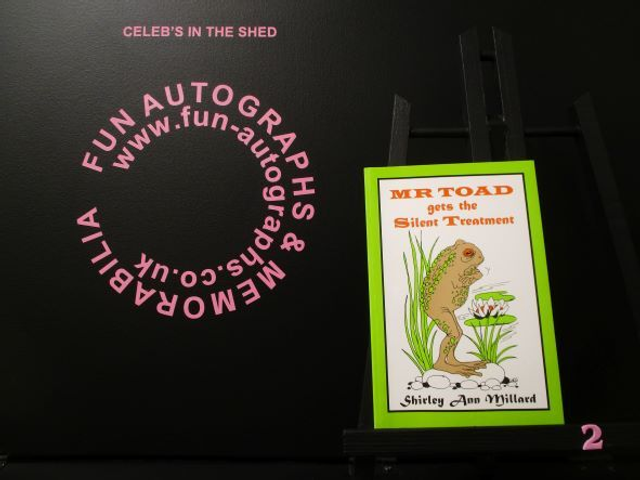 CELEB'S IN THE SHED
FUN AUTOGRAPHS & MEMORABILIA
www.fun-autographs.co.uk
MR TOAD
gets the
Silent Treatment
Shirley Ann Millard
2